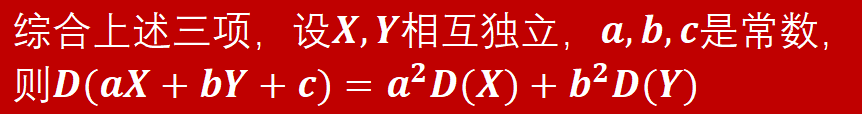 综合上述三项，设X,Y相互独立，a,b,c是常数，
则D(aX + bY + c) = a²D(X) + b²D(Y)